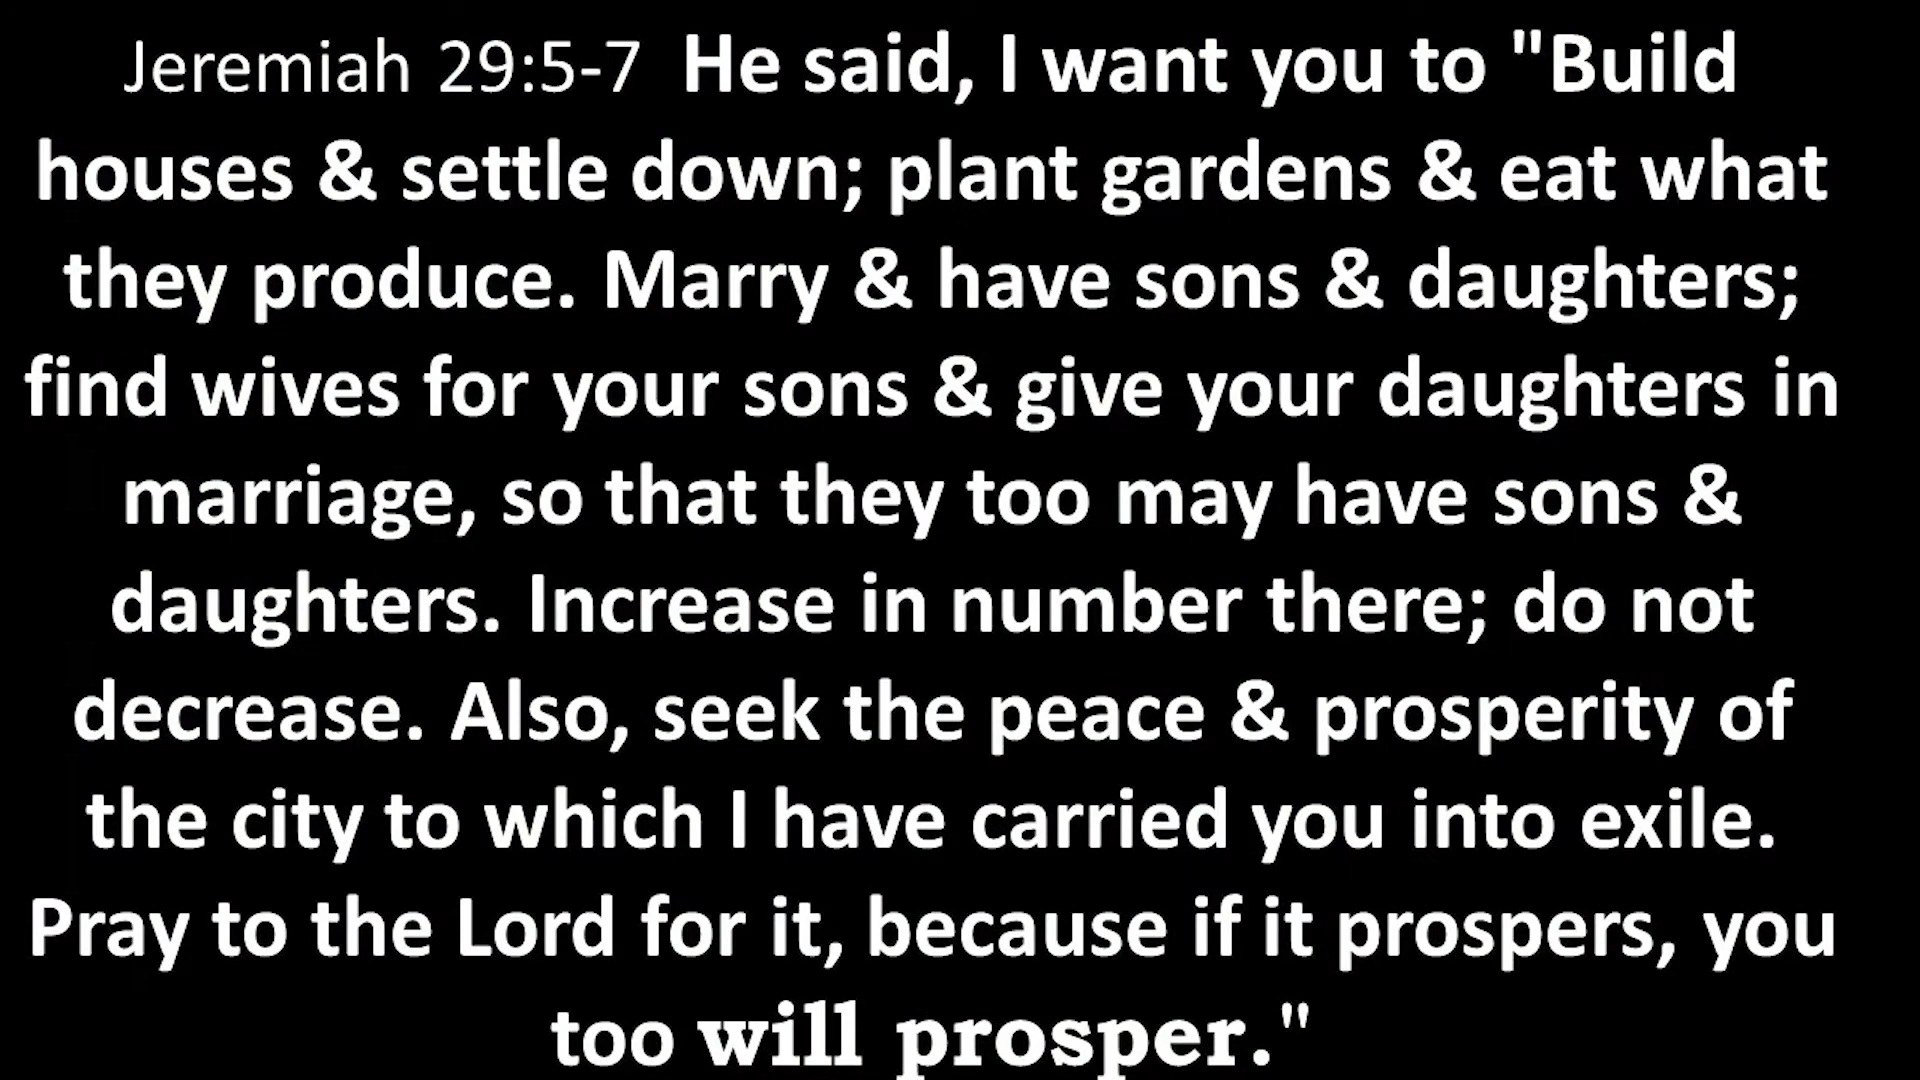 Jeremiah 29:5-7 He said, I want you to "Build
houses & settle down; plant gardens & eat what
they produce. Marry & have sons & daughters;
find wives for your sons & give your daughters in
marriage, so that they too may have sons &
daughters. Increase in number there; do not
decrease. Also, seek the peace & prosperity of
the city to which I have carried you into exile.
Pray to the Lord for it, because if it prospers, you
too will prosper."